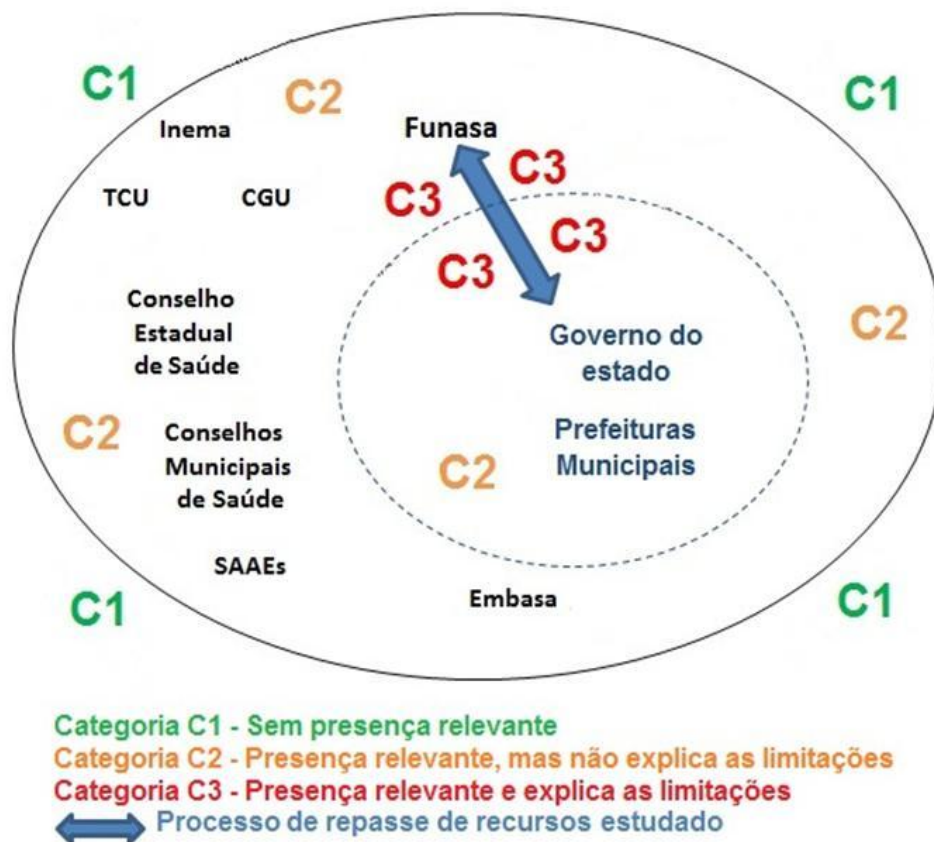 C1
C1
C2
Inema
Funasa
C3
TCU
CGU
C3
C3
C3
Conselho
Estadual
de Saúde
Governo do
estado
C2
C2
Conselhos
Municipais
de Saúde
Prefeituras
Municipais
C2
SAAEs
Embasa
C1
C1
Categoria C1 - Sem presença relevante
Categoria C2 - Presença relevante, mas não explica as limitações
Categoria C3 - Presença relevante e explica as limitações
Processo de repasse de recursos estudado